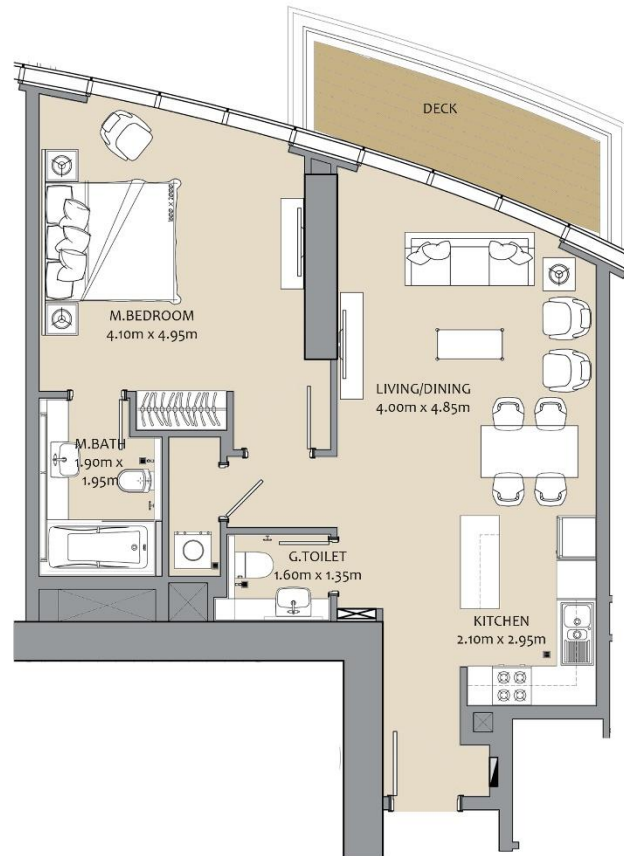 DECK
M.BEDROOM
4.10m x 4.95m
LIVING/DINING
4.00m x 4.85m
M.BATH
1.90m x
1.95m
G.TOILET
1.60m x 1.35m
KITCHEN
2.10m x 2.95m